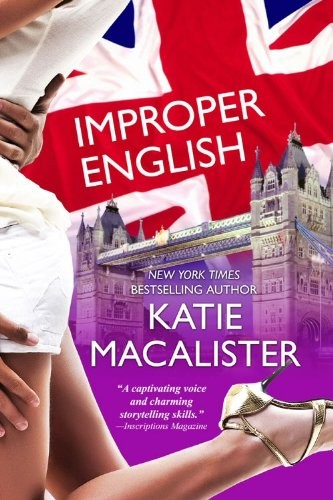 IMPROPER
ENGLISH
NEW YORK TIMES
BESTSELLING AUTHOR
KATIE
MACALISTER
“A captivating voice
and charming
storytelling skills.”
—Inscriptions Magazine